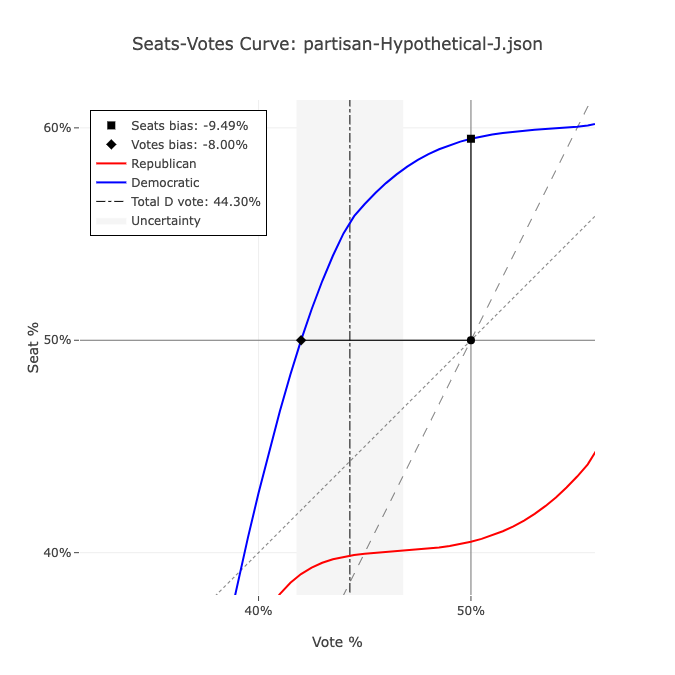 Seats-Votes Curve: partisan-Hypothetical-J.json
Seats bias: -9.49%
Votes bias: -8.00%
Republican
Democratic
Total D vote: 44.30%
Uncertainty
60%
50%
40%
Seat %
40%
50%
Vote %